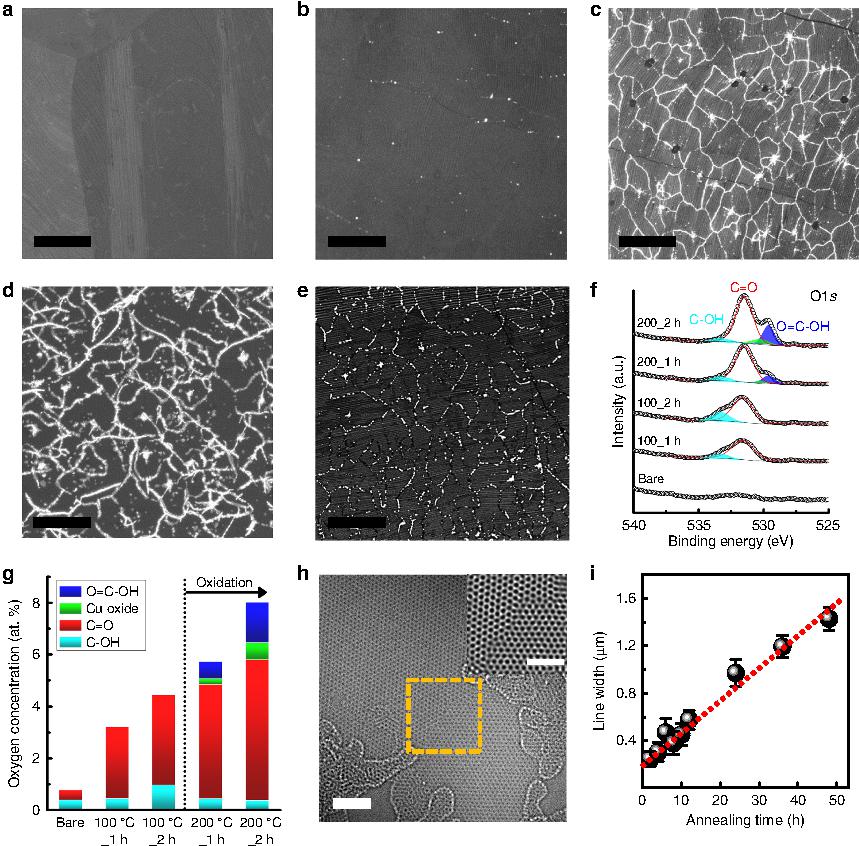 a
b
c
d
e
f
O1s
C=O
C-OH
O=C-OH
200_2 h
200_1 h
100_2 h
100_1 h
Bare
Intensity (a.u.)
540 535 530 525
Binding energy (eV)
g
O=C-OH
Cu oxide
C=O
C-OH
Oxidation
Oxygen concentration (at. %)
8
6
4
2
0
Bare 100 °C 100 °C 200 °C 200 °C
_1 h _2 h _1 h _2 h
h
i
Line width (μm)
1.6
1.2
0.8
0.4
0 10 20 30 40 50
Annealing time (h)